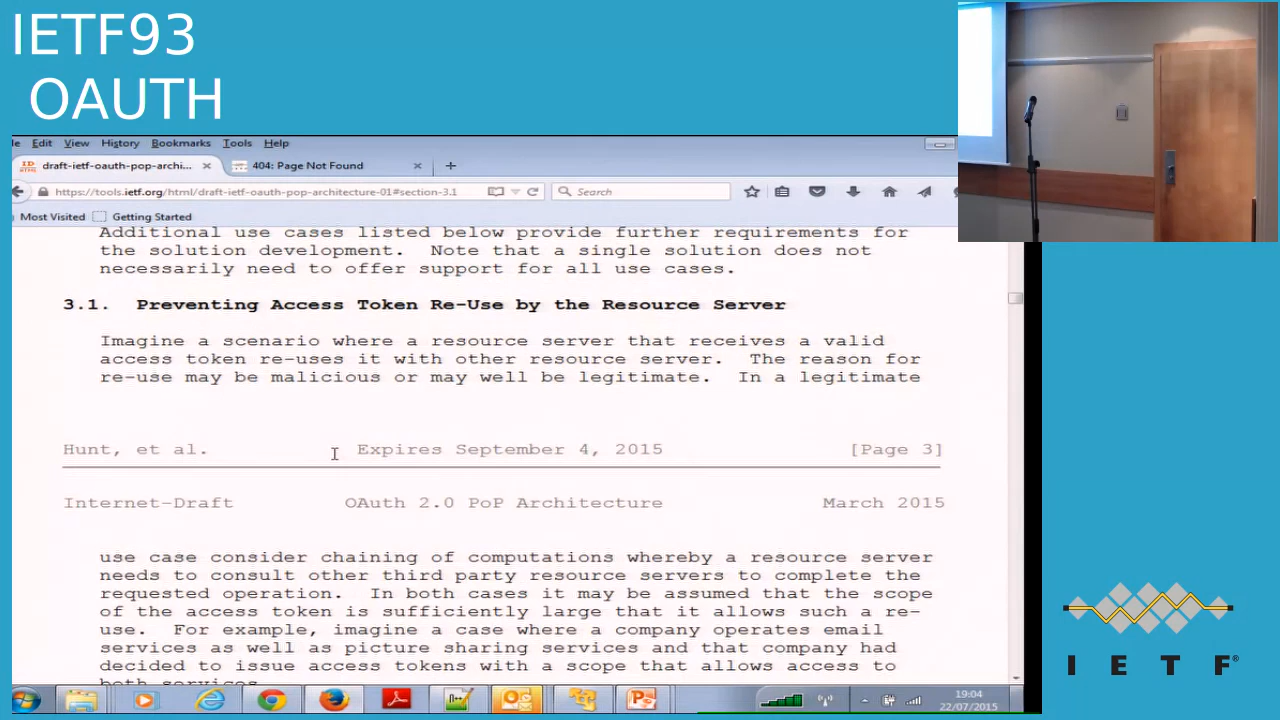 IETF93
OAUTH
Edit View History Bookmarks Tools Help
draft-ietf-oauth-pop-archi... × 404: Page Not Found × +
https://tools.ietf.org/html/draft-ietf-oauth-pop-architecture-01#section-3.1 Search
Most Visited Getting Started
Additional use cases listed below provide further requirements for
the solution development. Note that a single solution does not
necessarily need to offer support for all use cases.
3.1. Preventing Access Token Re-Use by the Resource Server
Imagine a scenario where a resource server that receives a valid
access token re-uses it with other resource server. The reason for
re-use may be malicious or may well be legitimate. In a legitimate
Hunt, et al. Expires September 4, 2015 [Page 3]
Internet-Draft OAuth 2.0 PoP Architecture March 2015
use case consider chaining of computations whereby a resource server
needs to consult other third party resource servers to complete the
requested operation. In both cases it may be assumed that the scope
of the access token is sufficiently large that it allows such a re-
use. For example, imagine a case where a company operates email
services as well as picture sharing services and that company had
decided to issue access tokens with a scope that allows access to
both services.
19:04
22/07/2015
I E T F®